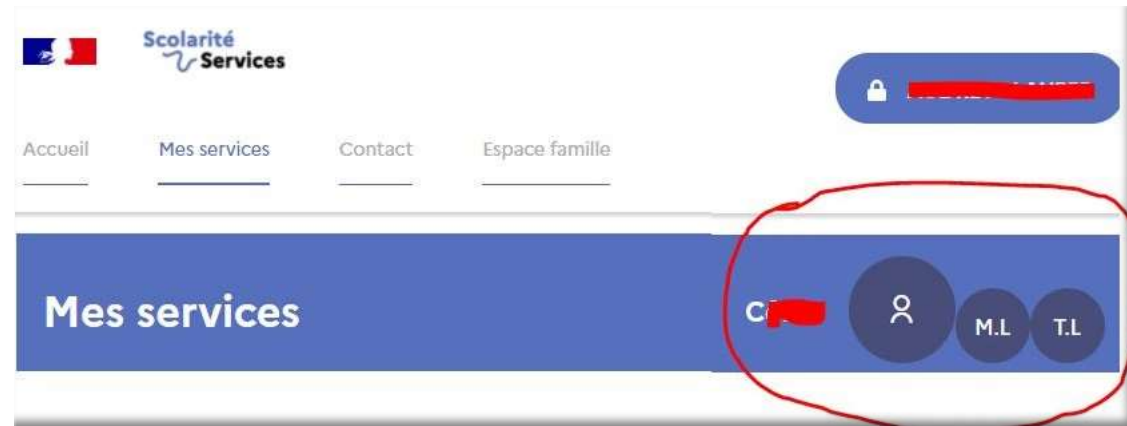 Scolarité
Services
Accueil Mes services Contact Espace famille
Mes services
M.L T.L